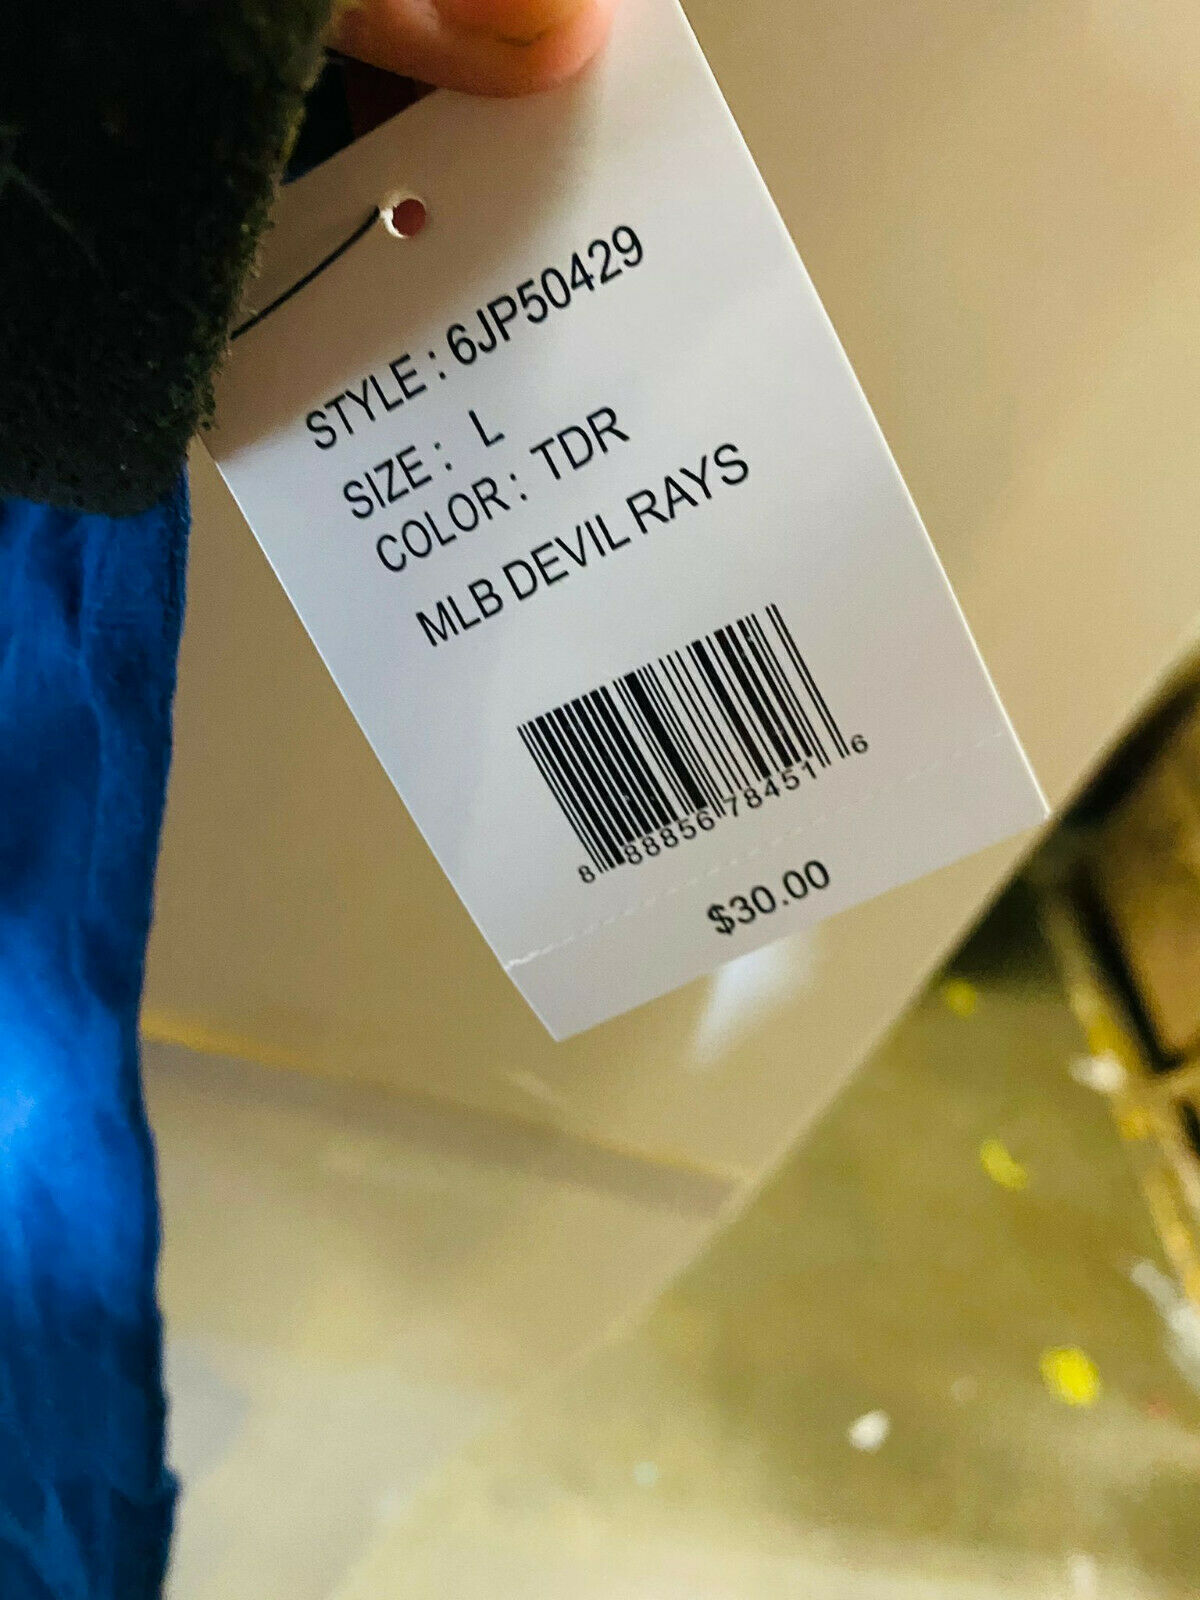 STYLE : 6JP50429
SIZE : L
COLOR : TDR
MLB DEVIL RAYS
8 88856 78451 6
$30.00